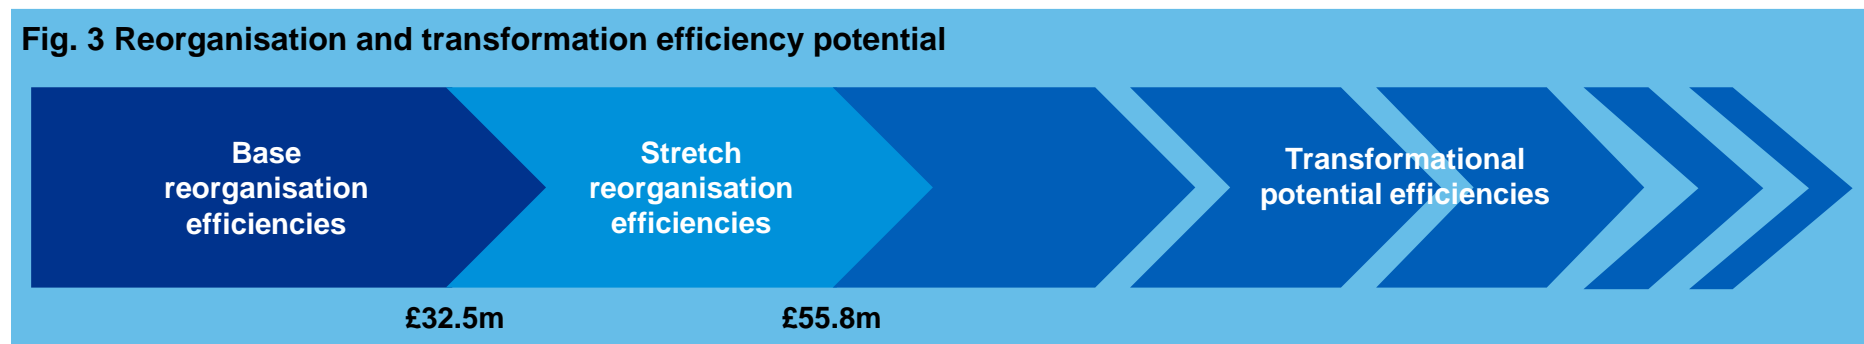 Fig. 3 Reorganisation and transformation efficiency potential
Base
reorganisation
efficiencies
Stretch
reorganisation
efficiencies
Transformational
potential efficiencies
£32.5m
£55.8m